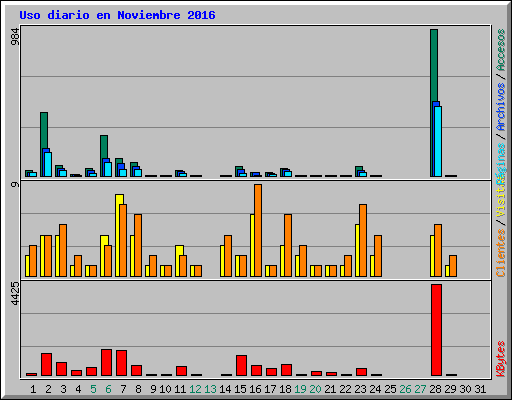 Uso diario en Noviembre 2016
984
9
4425
Accesos / Archivos / Páginas
Visitas / Clientes
KBytes
1 2 3 4 5 6 7 8 9 10 11 12 13 14 15 16 17 18 19 20 21 22 23 24 25 26 27 28 29 30 31